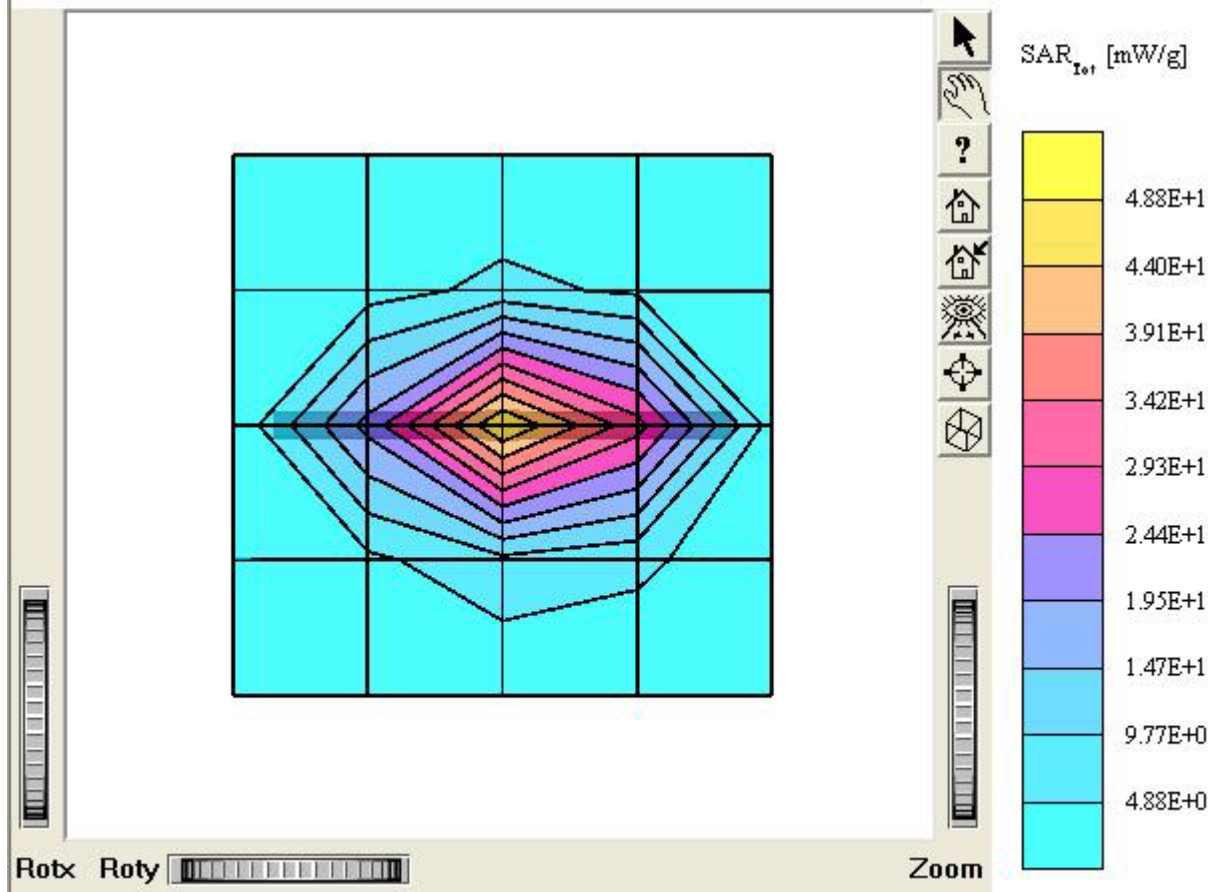 SAR_Tot [mW/g]
?
4.88E+1
4.40E+1
3.91E+1
3.42E+1
2.93E+1
2.44E+1
1.95E+1
1.47E+1
9.77E+0
4.88E+0
Rotx Roty Zoom